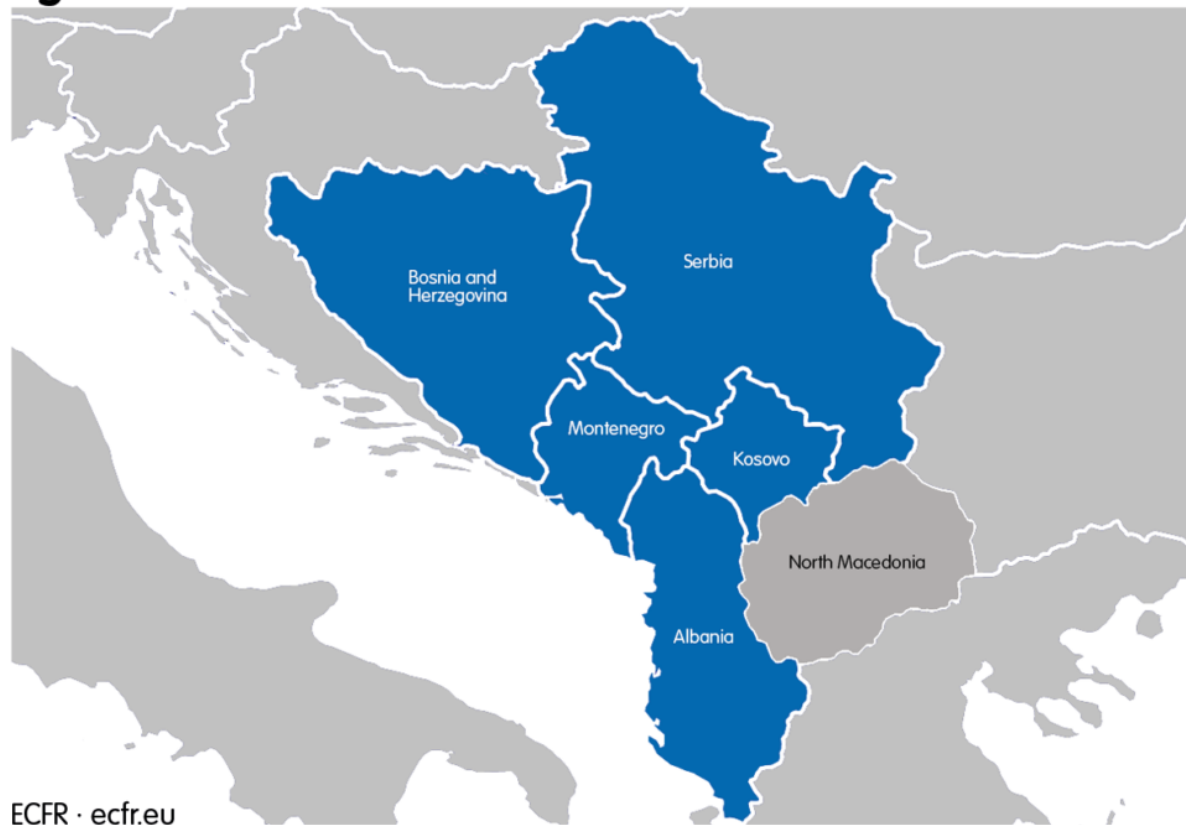 Serbia
Bosnia and
Herzegovina
Montenegro
Kosovo
North Macedonia
Albania
ECFR · ecfr.eu